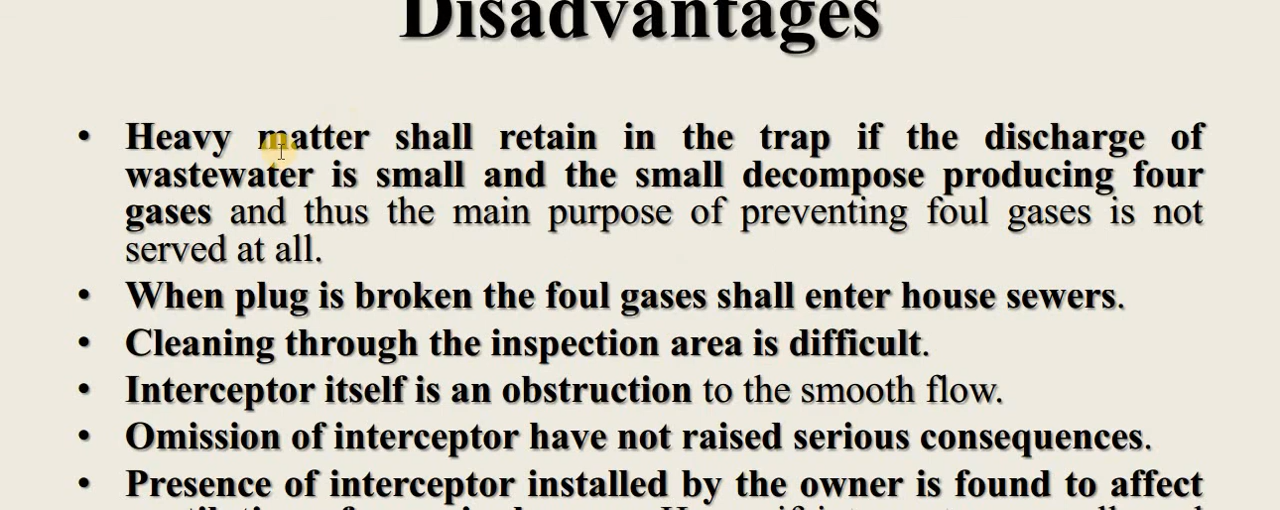 Disadvantages
• Heavy matter shall retain in the trap if the discharge of
wastewater is small and the small decompose producing four
gases and thus the main purpose of preventing foul gases is not
served at all.
• When plug is broken the foul gases shall enter house sewers.
• Cleaning through the inspection area is difficult.
• Interceptor itself is an obstruction to the smooth flow.
• Omission of interceptor have not raised serious consequences.
• Presence of interceptor installed by the owner is found to affect